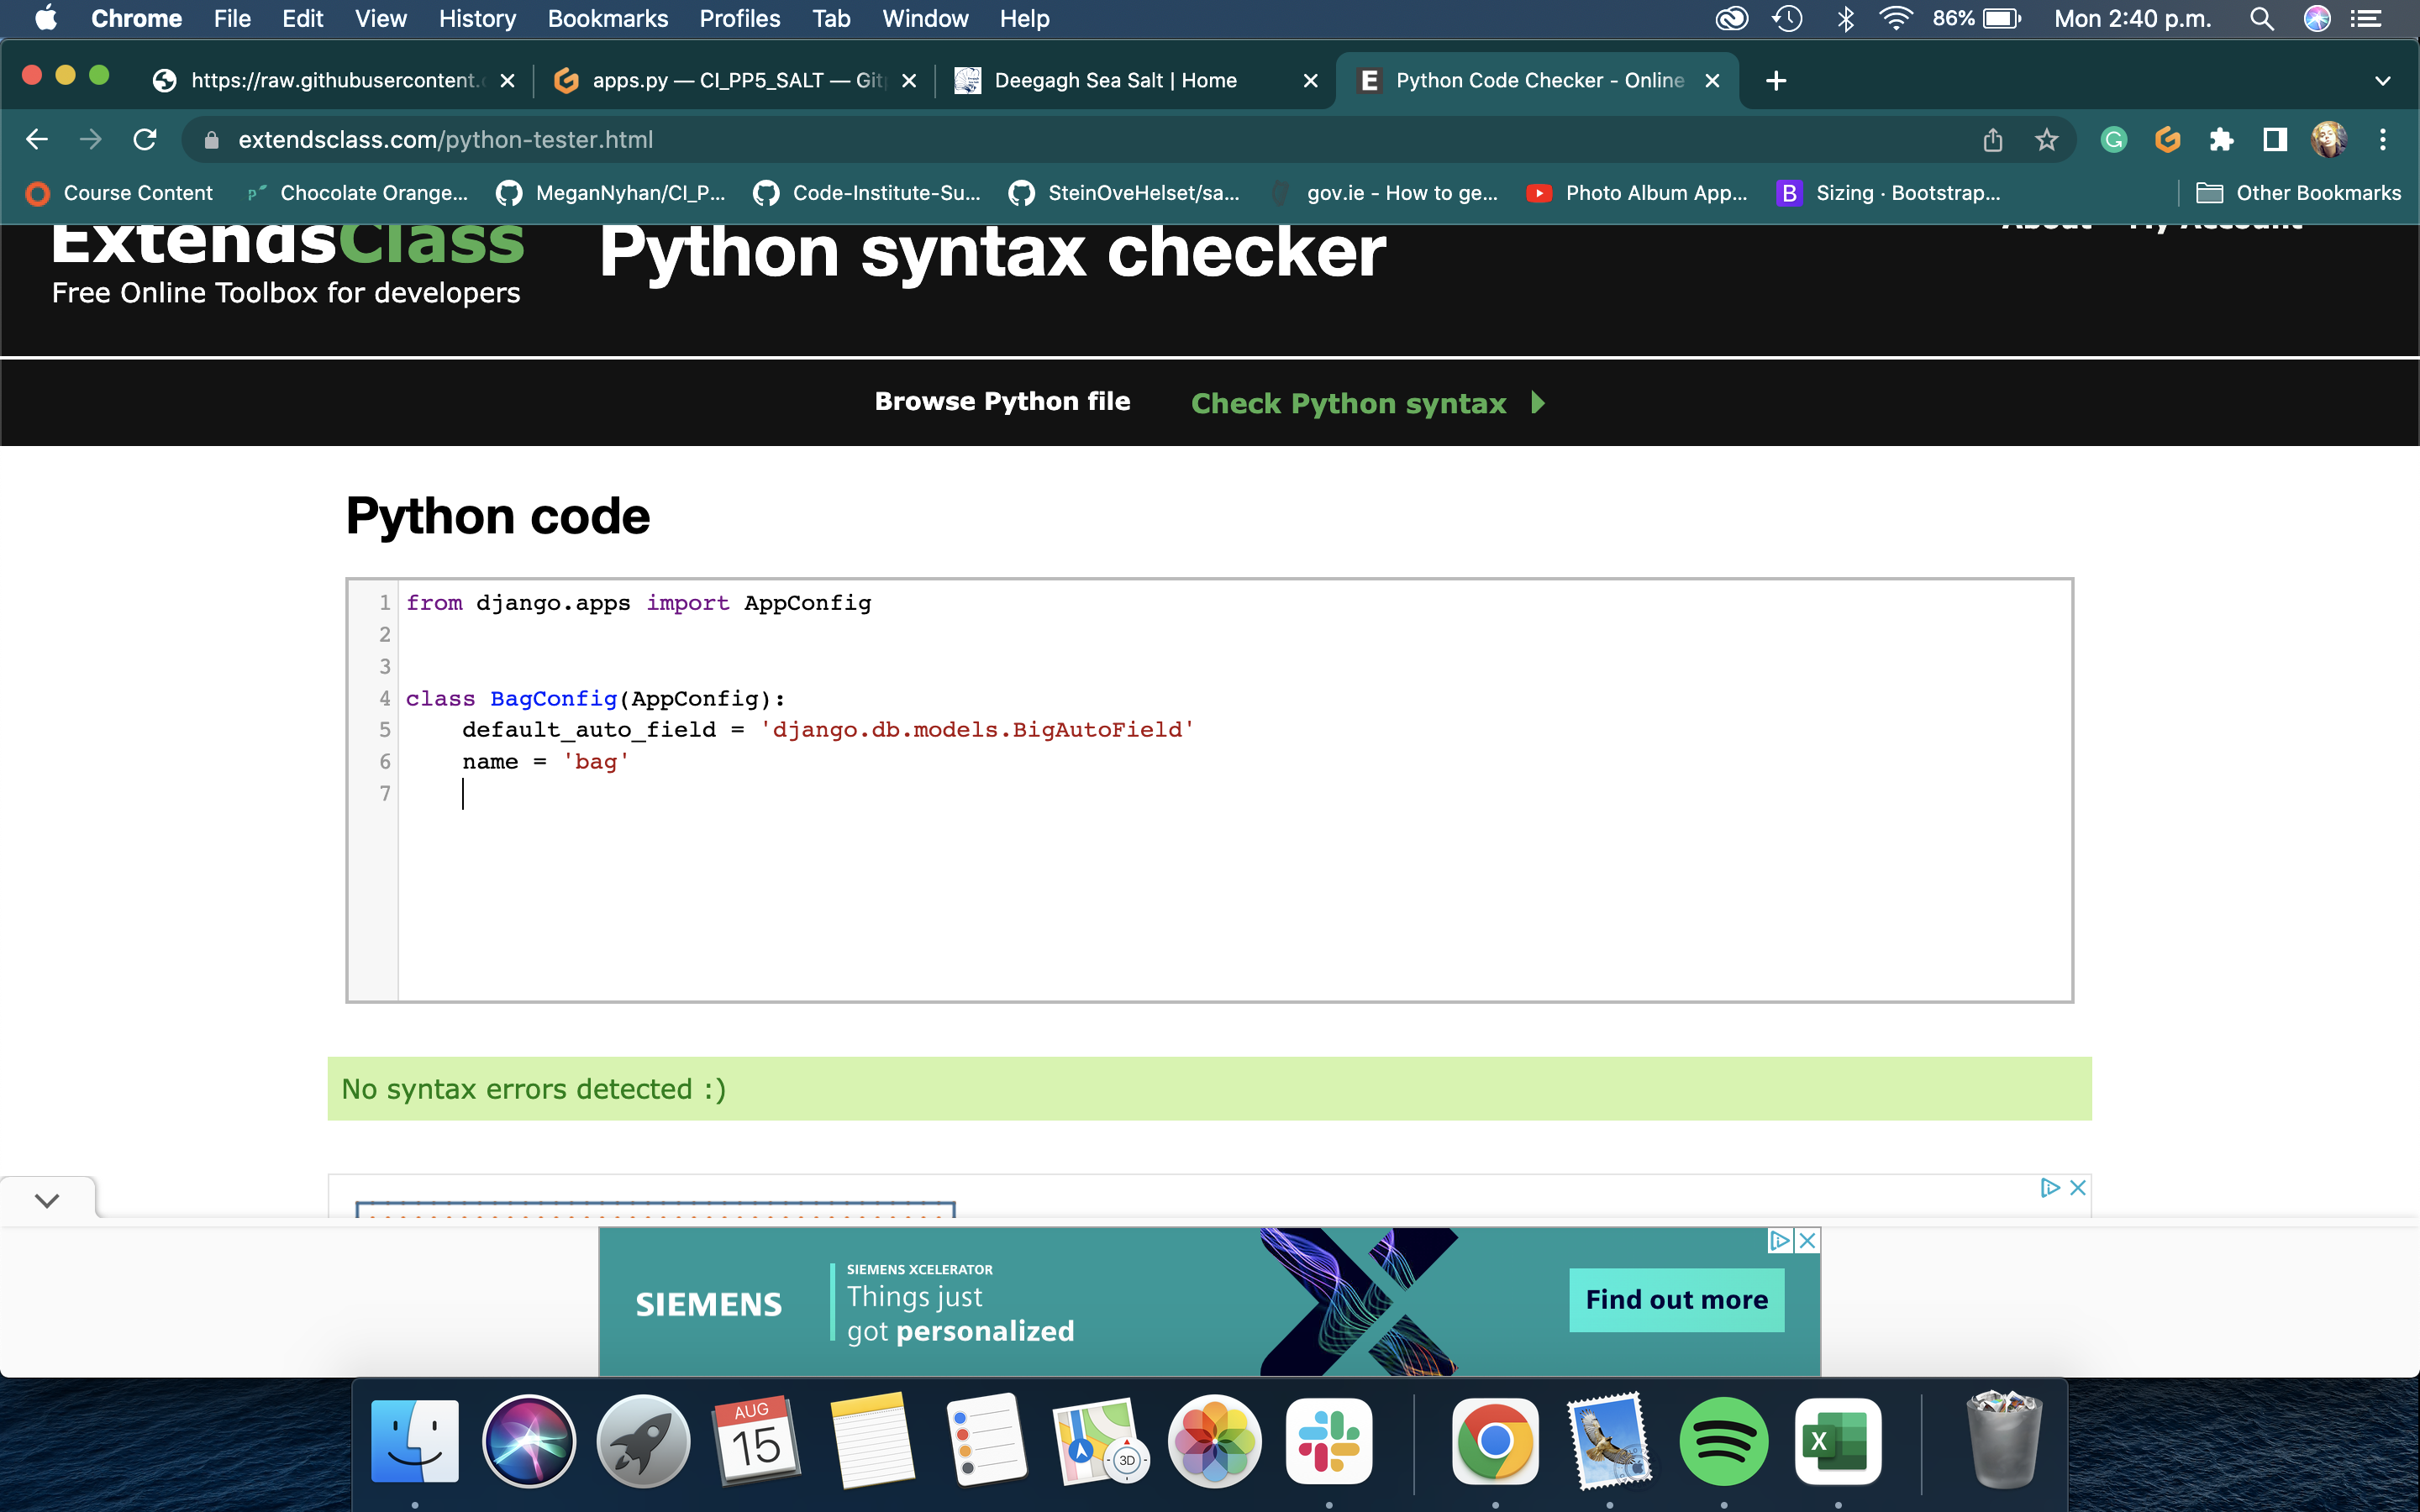 Chrome File Edit View History Bookmarks Profiles Tab Window Help 86% Mon 2:40 p.m.
https://raw.githubusercontent. apps.py — CI_PP5_SALT — Git Deegagh Sea Salt | Home Python Code Checker - Online
extendsclass.com/python-tester.html
Course Content Chocolate Orange... MeganNyhan/CI_P... Code-Institute-Su... SteinOveHelset/sa... gov.ie - How to ge... Photo Album App... B Sizing · Bootstrap... Other Bookmarks
ExtendsClass Python syntax checker About My Account
Free Online Toolbox for developers
Browse Python file Check Python syntax
Python code
1 from django.apps import AppConfig
2
3
4 class BagConfig(AppConfig):
5 default_auto_field = 'django.db.models.BigAutoField'
6 name = 'bag'
7
No syntax errors detected :)
SIEMENS
SIEMENS XCELERATOR
Things just
got personalized
Find out more
AUG
15
3D
X